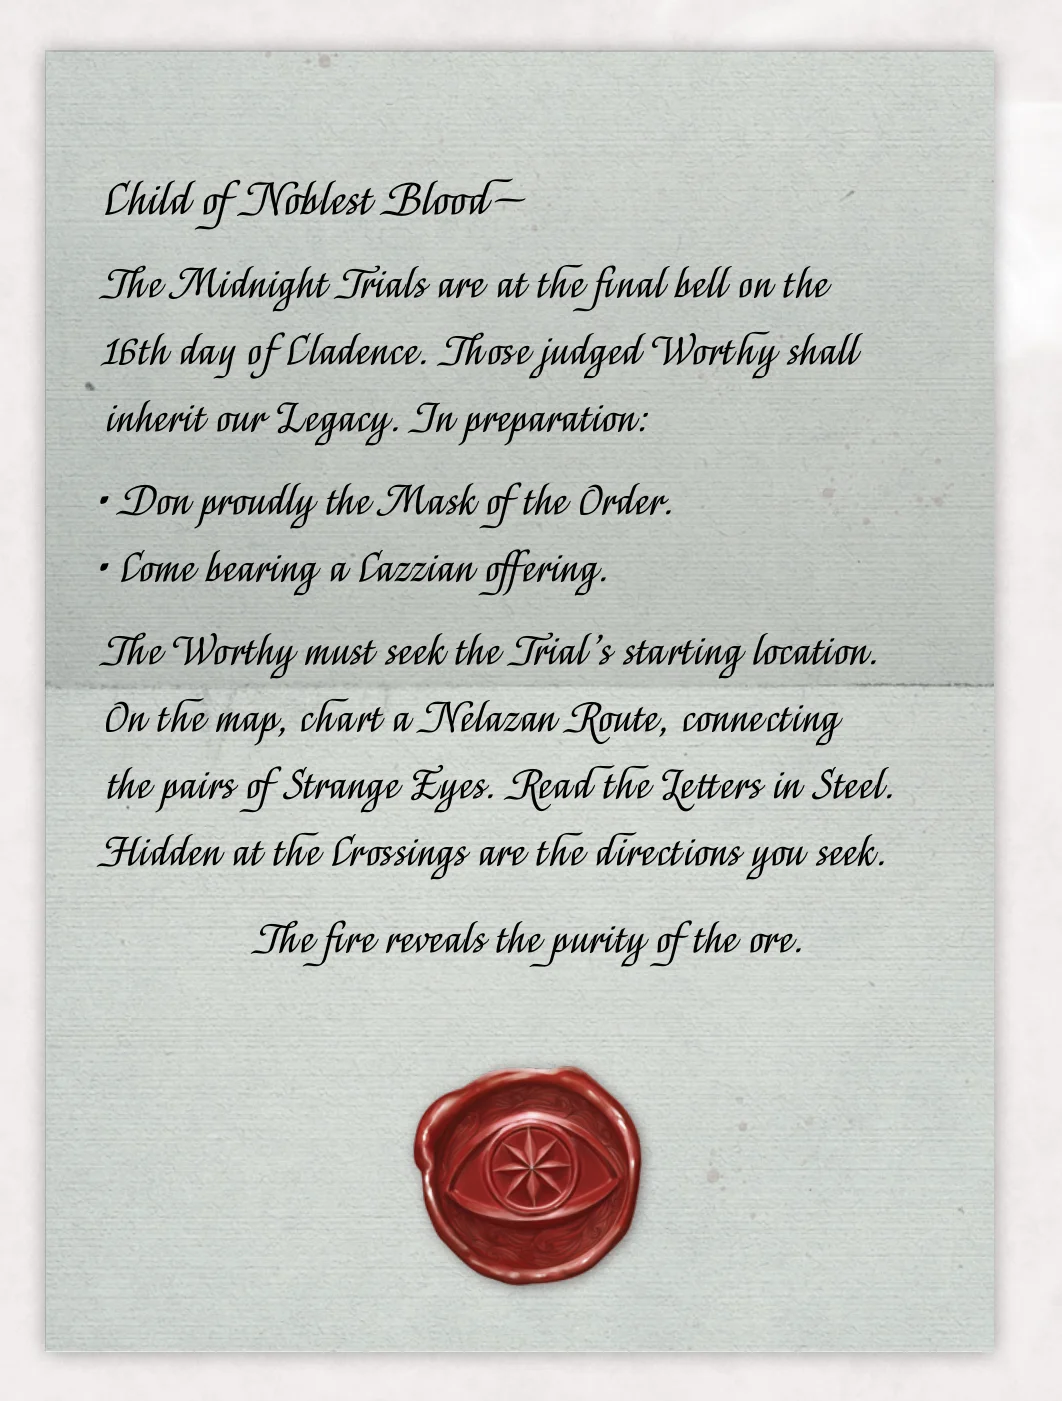 Child of Noblest Blood—
The Midnight Trials are at the final bell on the
16th day of Cladence. Those judged Worthy shall
inherit our Legacy. In preparation:
• Don proudly the Mask of the Order.
• Come bearing a Cazzian offering.
The Worthy must seek the Trial’s starting location.
On the map, chart a Nelazan Route, connecting
the pairs of Strange Eyes. Read the Letters in Steel.
Hidden at the Crossings are the directions you seek.
The fire reveals the purity of the ore.